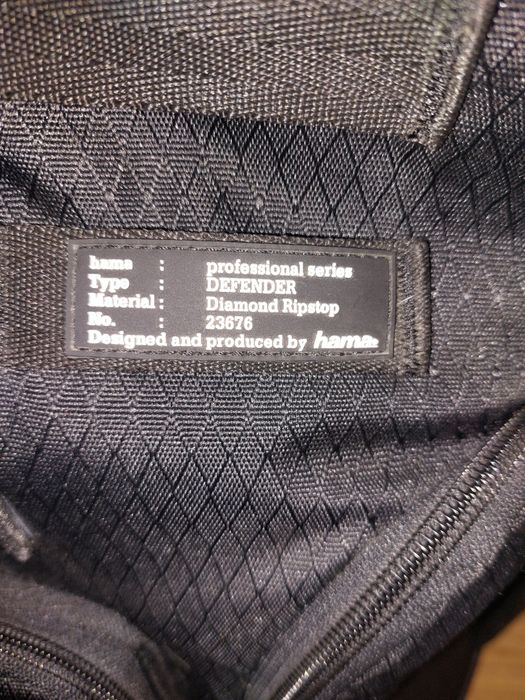 hama : professional series
Type : DEFENDER
Material : Diamond Ripstop
No. : 23676
Designed and produced by hama.